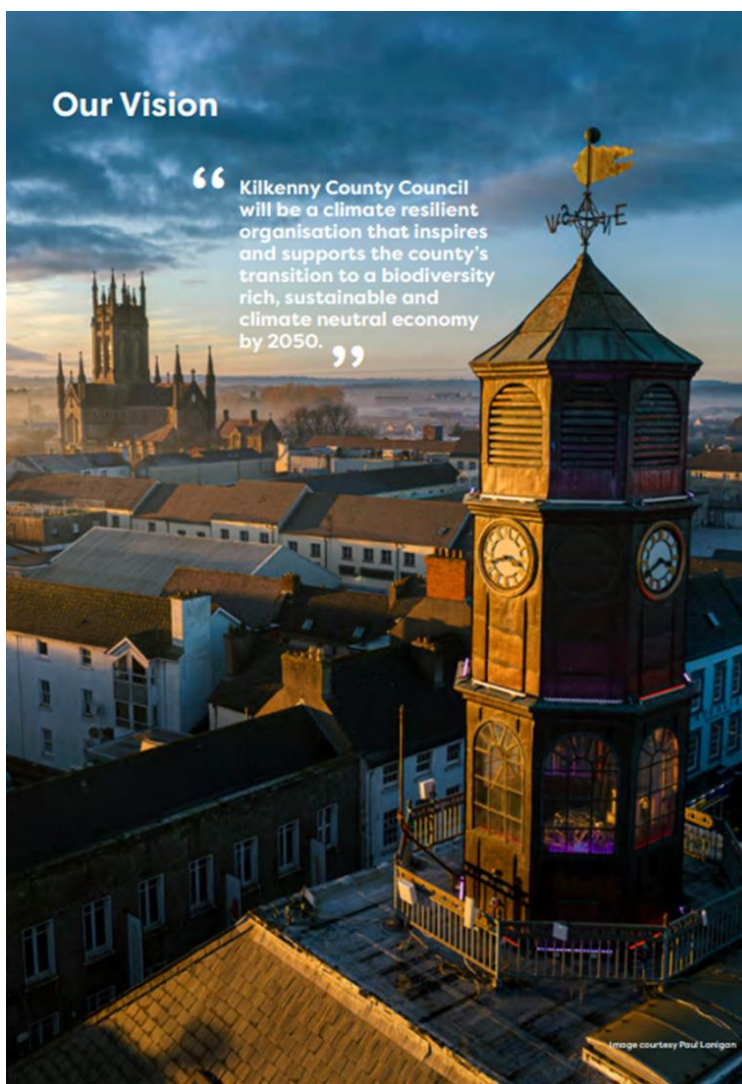 Our Vision
“ Kilkenny County Council
will be a climate resilient
organisation that inspires
and supports the county’s
transition to a biodiversity
rich, sustainable and
climate neutral economy
by 2050. ”
W S N E
Image courtesy Paul Lanigan